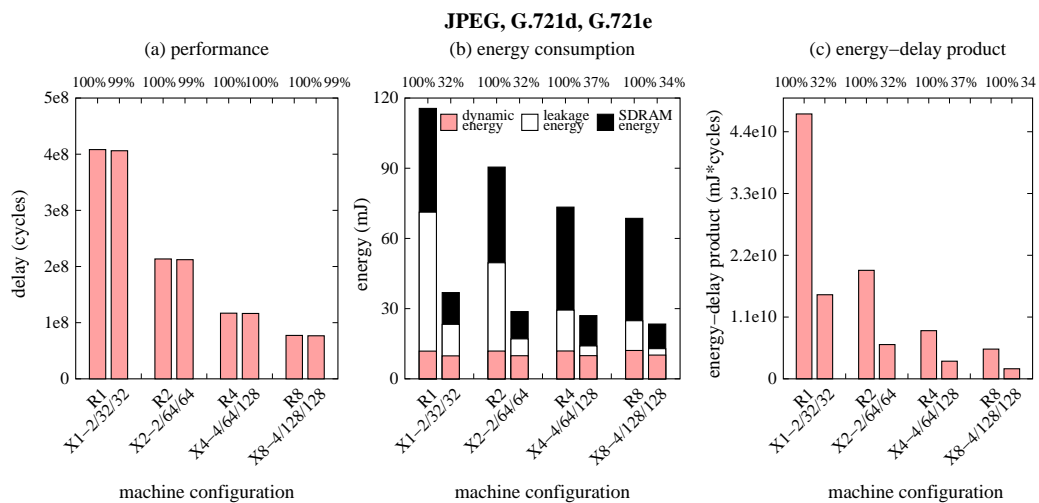 JPEG, G.721d, G.721e
(a) performance
100% 99% 100% 99% 100% 100% 100% 99%
5e8
4e8
3e8
2e8
1e8
0
delay (cycles)
R1
X1−2/32/32
R2
X2−2/64/64
R4
X4−4/64/128
R8
X8−4/128/128
machine configuration
(b) energy consumption
100% 32% 100% 32% 100% 37% 100% 34%
120
90
60
30
0
energy (mJ)
dynamic energy
leakage energy
SDRAM energy
R1
X1−2/32/32
R2
X2−2/64/64
R4
X4−4/64/128
R8
X8−4/128/128
machine configuration
(c) energy−delay product
100% 32% 100% 32% 100% 37% 100% 34
4.4e10
3.3e10
2.2e10
1.1e10
0
energy−delay product (mJ*cycles)
R1
X1−2/32/32
R2
X2−2/64/64
R4
X4−4/64/128
R8
X8−4/128/128
machine configuration